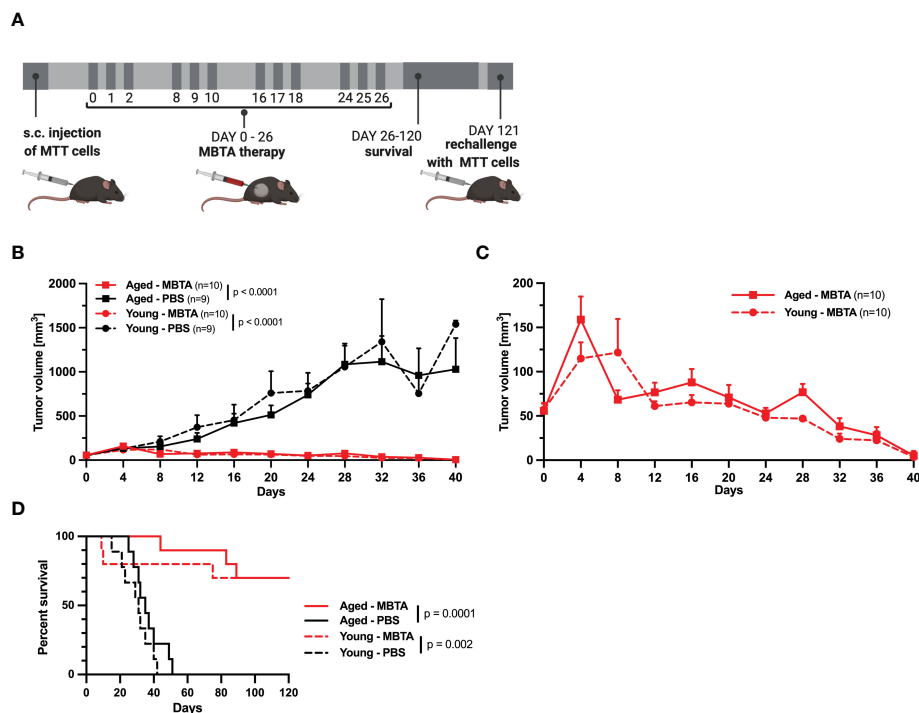 A
0 1 2 8 9 10 16 17 18 24 25 26
s.c. injection
of MTT cells
DAY 0 - 26
MBTA therapy
DAY 26-120
survival
DAY 121
rechallenge
with MTT cells
B
Aged - MBTA (n=10)
Aged - PBS (n=9)
p < 0.0001
Young - MBTA (n=10)
Young - PBS (n=9)
p < 0.0001
Tumor volume [mm³]
2000
1500
1000
500
0
0 4 8 12 16 20 24 28 32 36 40
Days
C
Aged - MBTA (n=10)
Young - MBTA (n=10)
Tumor volume [mm³]
200
150
100
50
0
0 4 8 12 16 20 24 28 32 36 40
Days
D
Percent survival
100
50
0
0 20 40 60 80 100 120
Days
Aged - MBTA
Aged - PBS
p = 0.0001
Young - MBTA
Young - PBS
p = 0.002